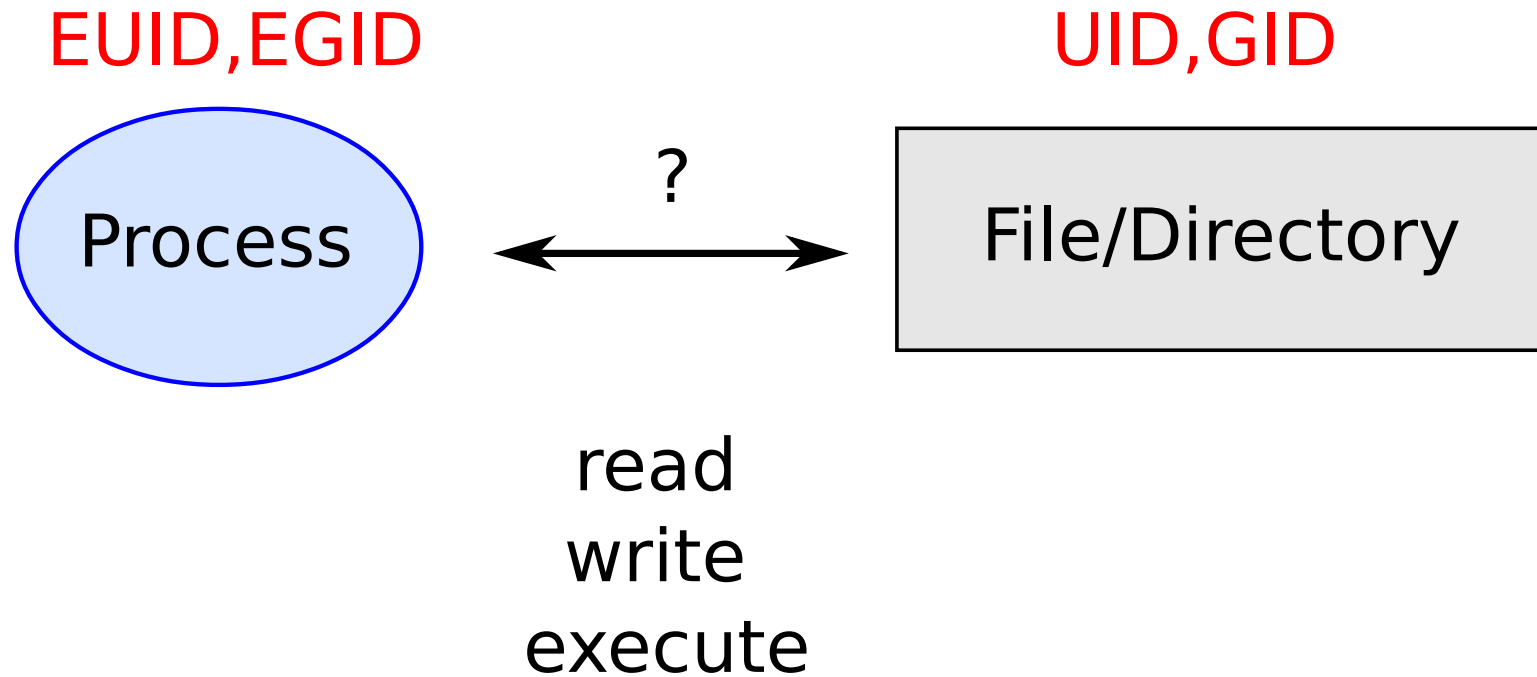 EUID,EGID
UID,GID
?
Process
File/Directory
read
write
execute